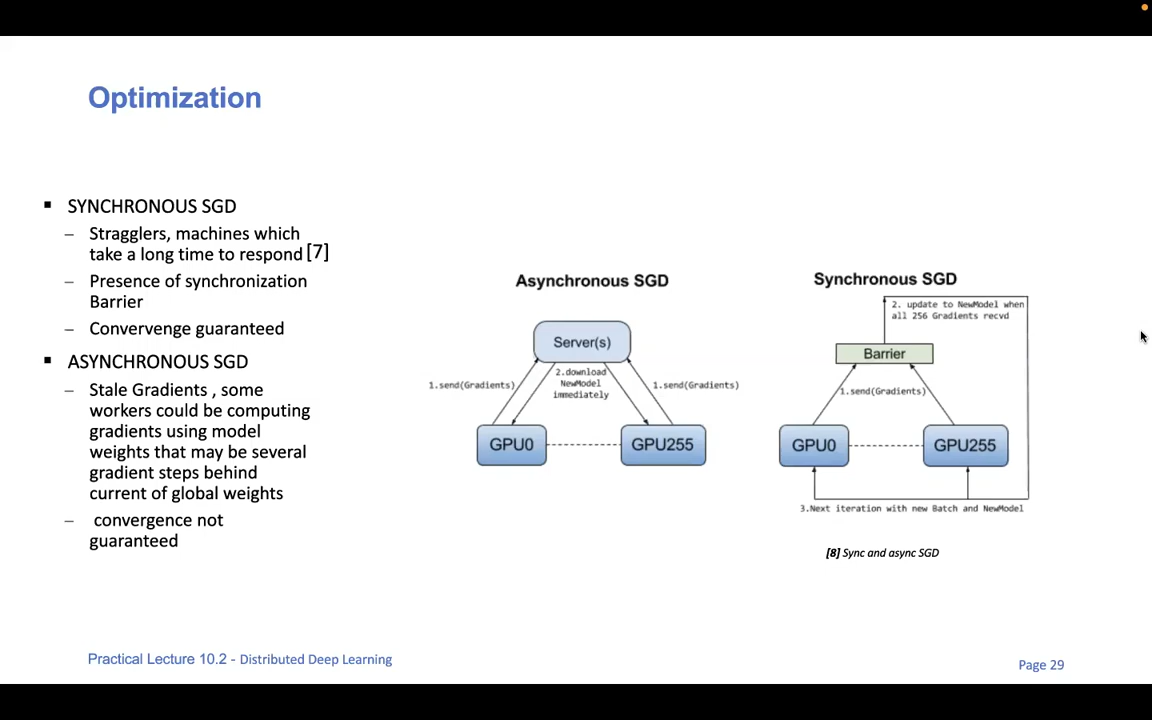 Optimization
SYNCHRONOUS SGD
Stragglers, machines which
take a long time to respond [7]
Presence of synchronization
Barrier
Convervenge guaranteed
ASYNCHRONOUS SGD
Stale Gradients , some
workers could be computing
gradients using model
weights that may be several
gradient steps behind
current of global weights
convergence not
guaranteed
Asynchronous SGD
Server(s)
1.send(Gradients)
2.download
NewModel
immediately
1.send(Gradients)
GPU0
GPU255
Synchronous SGD
2. update to NewModel when
all 256 Gradients recvd
Barrier
1.send(Gradients)
GPU0
GPU255
3.Next iteration with new Batch and NewModel
[8] Sync and async SGD
Practical Lecture 10.2 - Distributed Deep Learning
Page 29